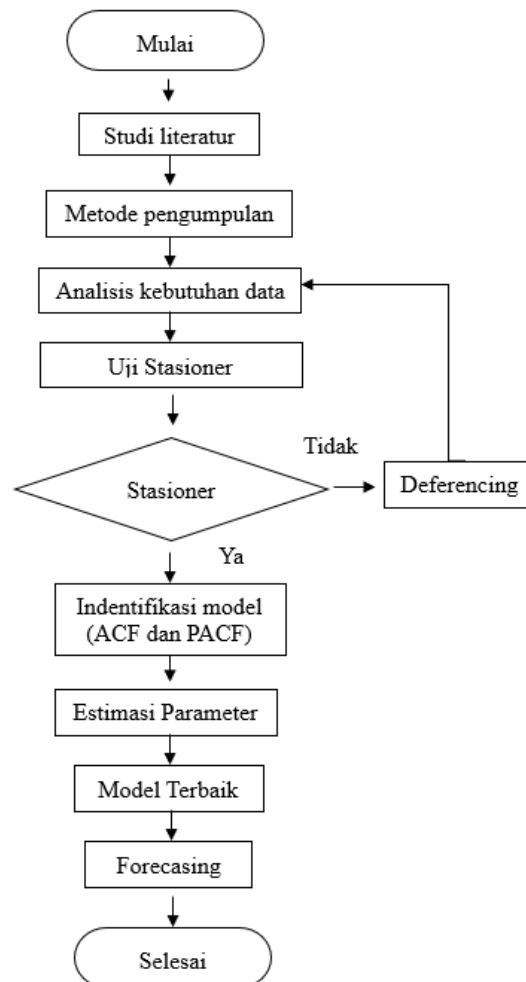 Mulai
Studi literatur
Metode pengumpulan
Analisis kebutuhan data
Uji Stasioner
Tidak
Stasioner
Deferencing
Ya
Indentifikasi model
(ACF dan PACF)
Estimasi Parameter
Model Terbaik
Forecasing
Selesai